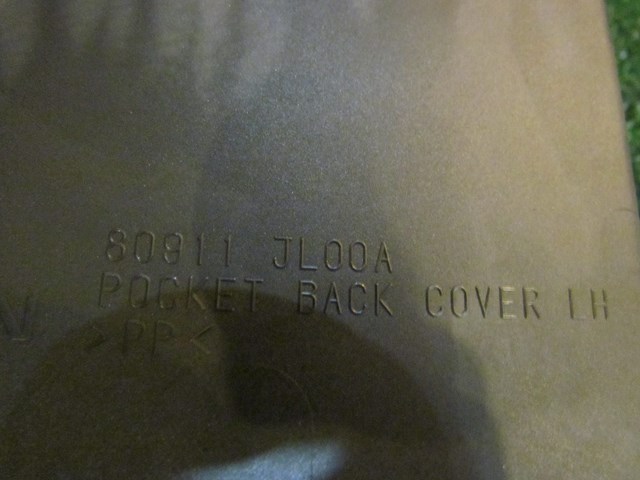 80911 JL00A
POCKET BACK COVER LH
>PP<